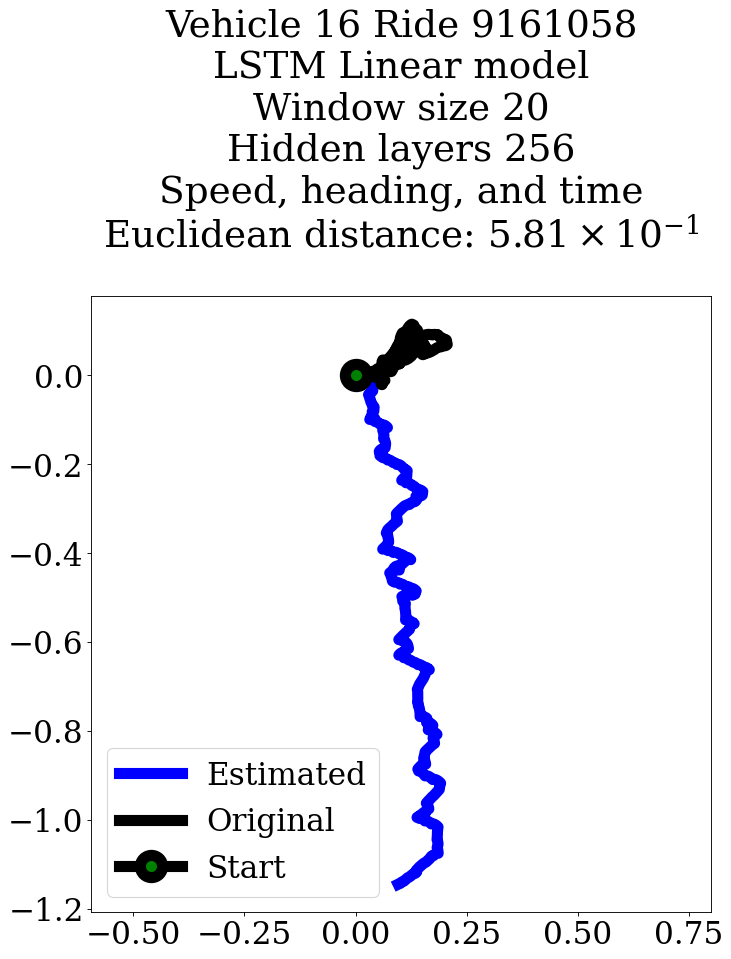 Vehicle 16 Ride 9161058
LSTM Linear model
Window size 20
Hidden layers 256
Speed, heading, and time
Euclidean distance: 5.81 × 10⁻¹
0.0
−0.2
−0.4
−0.6
−0.8
−1.0
−1.2
Estimated
Original
Start
−0.50 −0.25 0.00 0.25 0.50 0.75